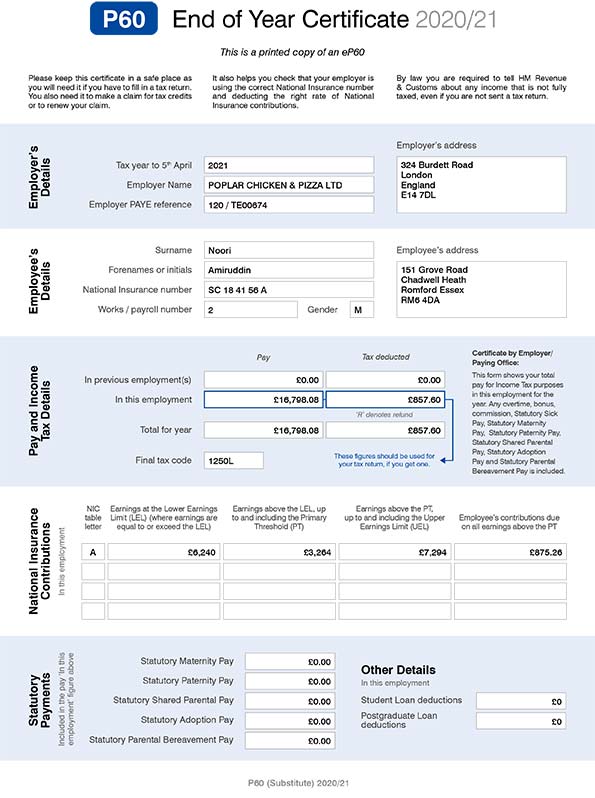 P60 End of Year Certificate 2020/21
This is a printed copy of an eP60
Please keep this certificate in a safe place as
you will need it if you have to fill in a tax return.
You also need it to make a claim for tax credits
or to renew your claim.
It also helps you check that your employer is
using the correct National Insurance number
and deducting the right rate of National
Insurance contributions.
By law you are required to tell HM Revenue
& Customs about any income that is not fully
taxed, even if you are not sent a tax return.
Employer's
Details
Tax year to 5th April 2021
Employer Name POPLAR CHICKEN & PIZZA LTD
Employer PAYE reference 120 / TE00674
Employer's address
324 Burdett Road
London
England
E14 7DL
Employee's
Details
Surname Noori
Forenames or initials Amiruddin
National Insurance number SC 18 41 56 A
Works / payroll number 2 Gender M
Employee's address
151 Grove Road
Chadwell Heath
Romford Essex
RM6 4DA
Pay and Income
Tax Details
Pay Tax deducted
In previous employment(s) £0.00 £0.00
In this employment £16,798.08 £857.60
'R' denotes refund
Total for year £16,798.08 £857.60
Final tax code 1250L
These figures should be used for
your tax return, if you get one.
Certificate by Employer/
Paying Office:
This form shows your total
pay for Income Tax purposes
in this employment for the
year. Any overtime, bonus,
commission, Statutory Sick
Pay, Statutory Maternity
Pay, Statutory Paternity Pay,
Statutory Shared Parental
Pay, Statutory Adoption
Pay and Statutory Parental
Bereavement Pay is included.
National Insurance
Contributions
In this employment
NIC
table
letter
Earnings at the Lower Earnings
Limit (LEL) (where earnings are
equal to or exceed the LEL)
Earnings above the LEL, up
to and including the Primary
Threshold (PT)
Earnings above the PT,
up to and including the Upper
Earnings Limit (UEL)
Employee's contributions due
on all earnings above the PT
A £6,240 £3,264 £7,294 £875.26
Statutory
Payments
Included in the pay 'In this
employment' figure above
Statutory Maternity Pay £0.00
Statutory Paternity Pay £0.00
Statutory Shared Parental Pay £0.00
Statutory Adoption Pay £0.00
Statutory Parental Bereavement Pay £0.00
Other Details
In this employment
Student Loan deductions £0
Postgraduate Loan
deductions £0
P60 (Substitute) 2020/21